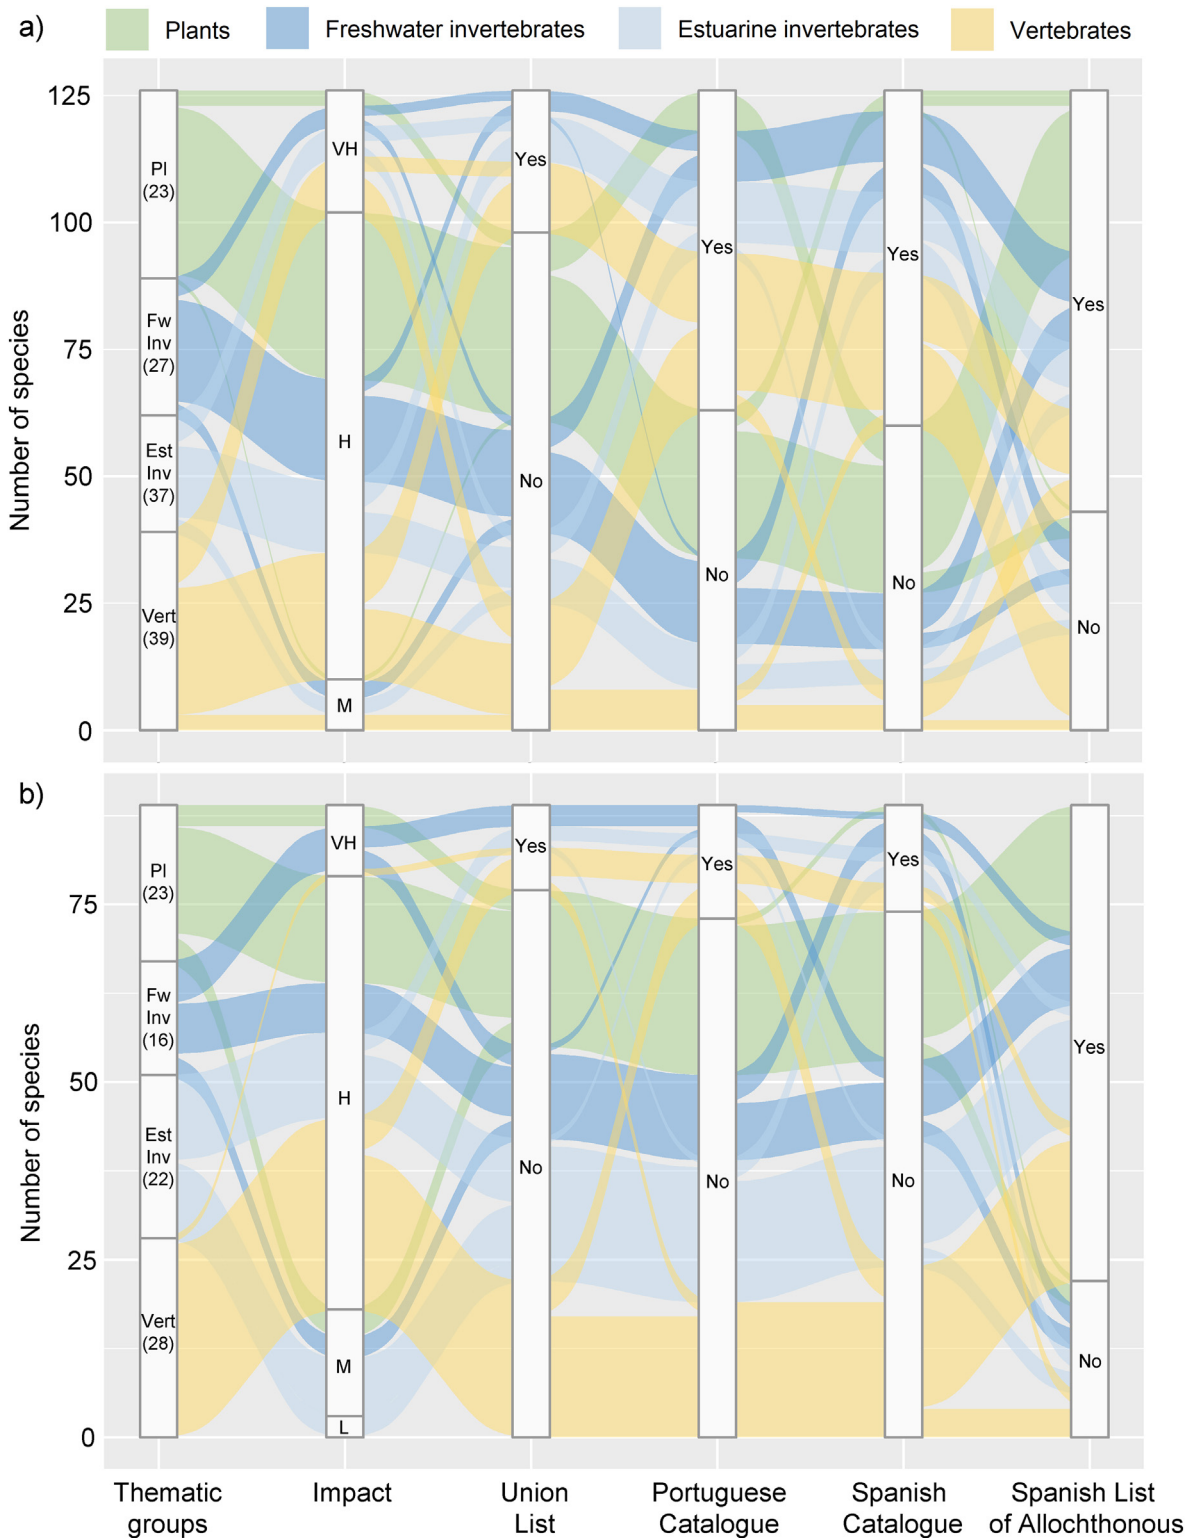 a)
Plants Freshwater invertebrates Estuarine invertebrates Vertebrates
Number of species
125
100
75
50
25
0
Pl
(23)
Fw
Inv
(27)
Est
Inv
(37)
Vert
(39)
VH
H
M
Yes
No
Yes
No
Yes
No
Yes
No
b)
Number of species
75
50
25
0
Pl
(23)
Fw
Inv
(16)
Est
Inv
(22)
Vert
(28)
VH
H
M
L
Yes
No
Yes
No
Yes
No
Yes
No
Thematic
groups
Impact
Union
List
Portuguese
Catalogue
Spanish
Catalogue
Spanish List
of Allochthonous